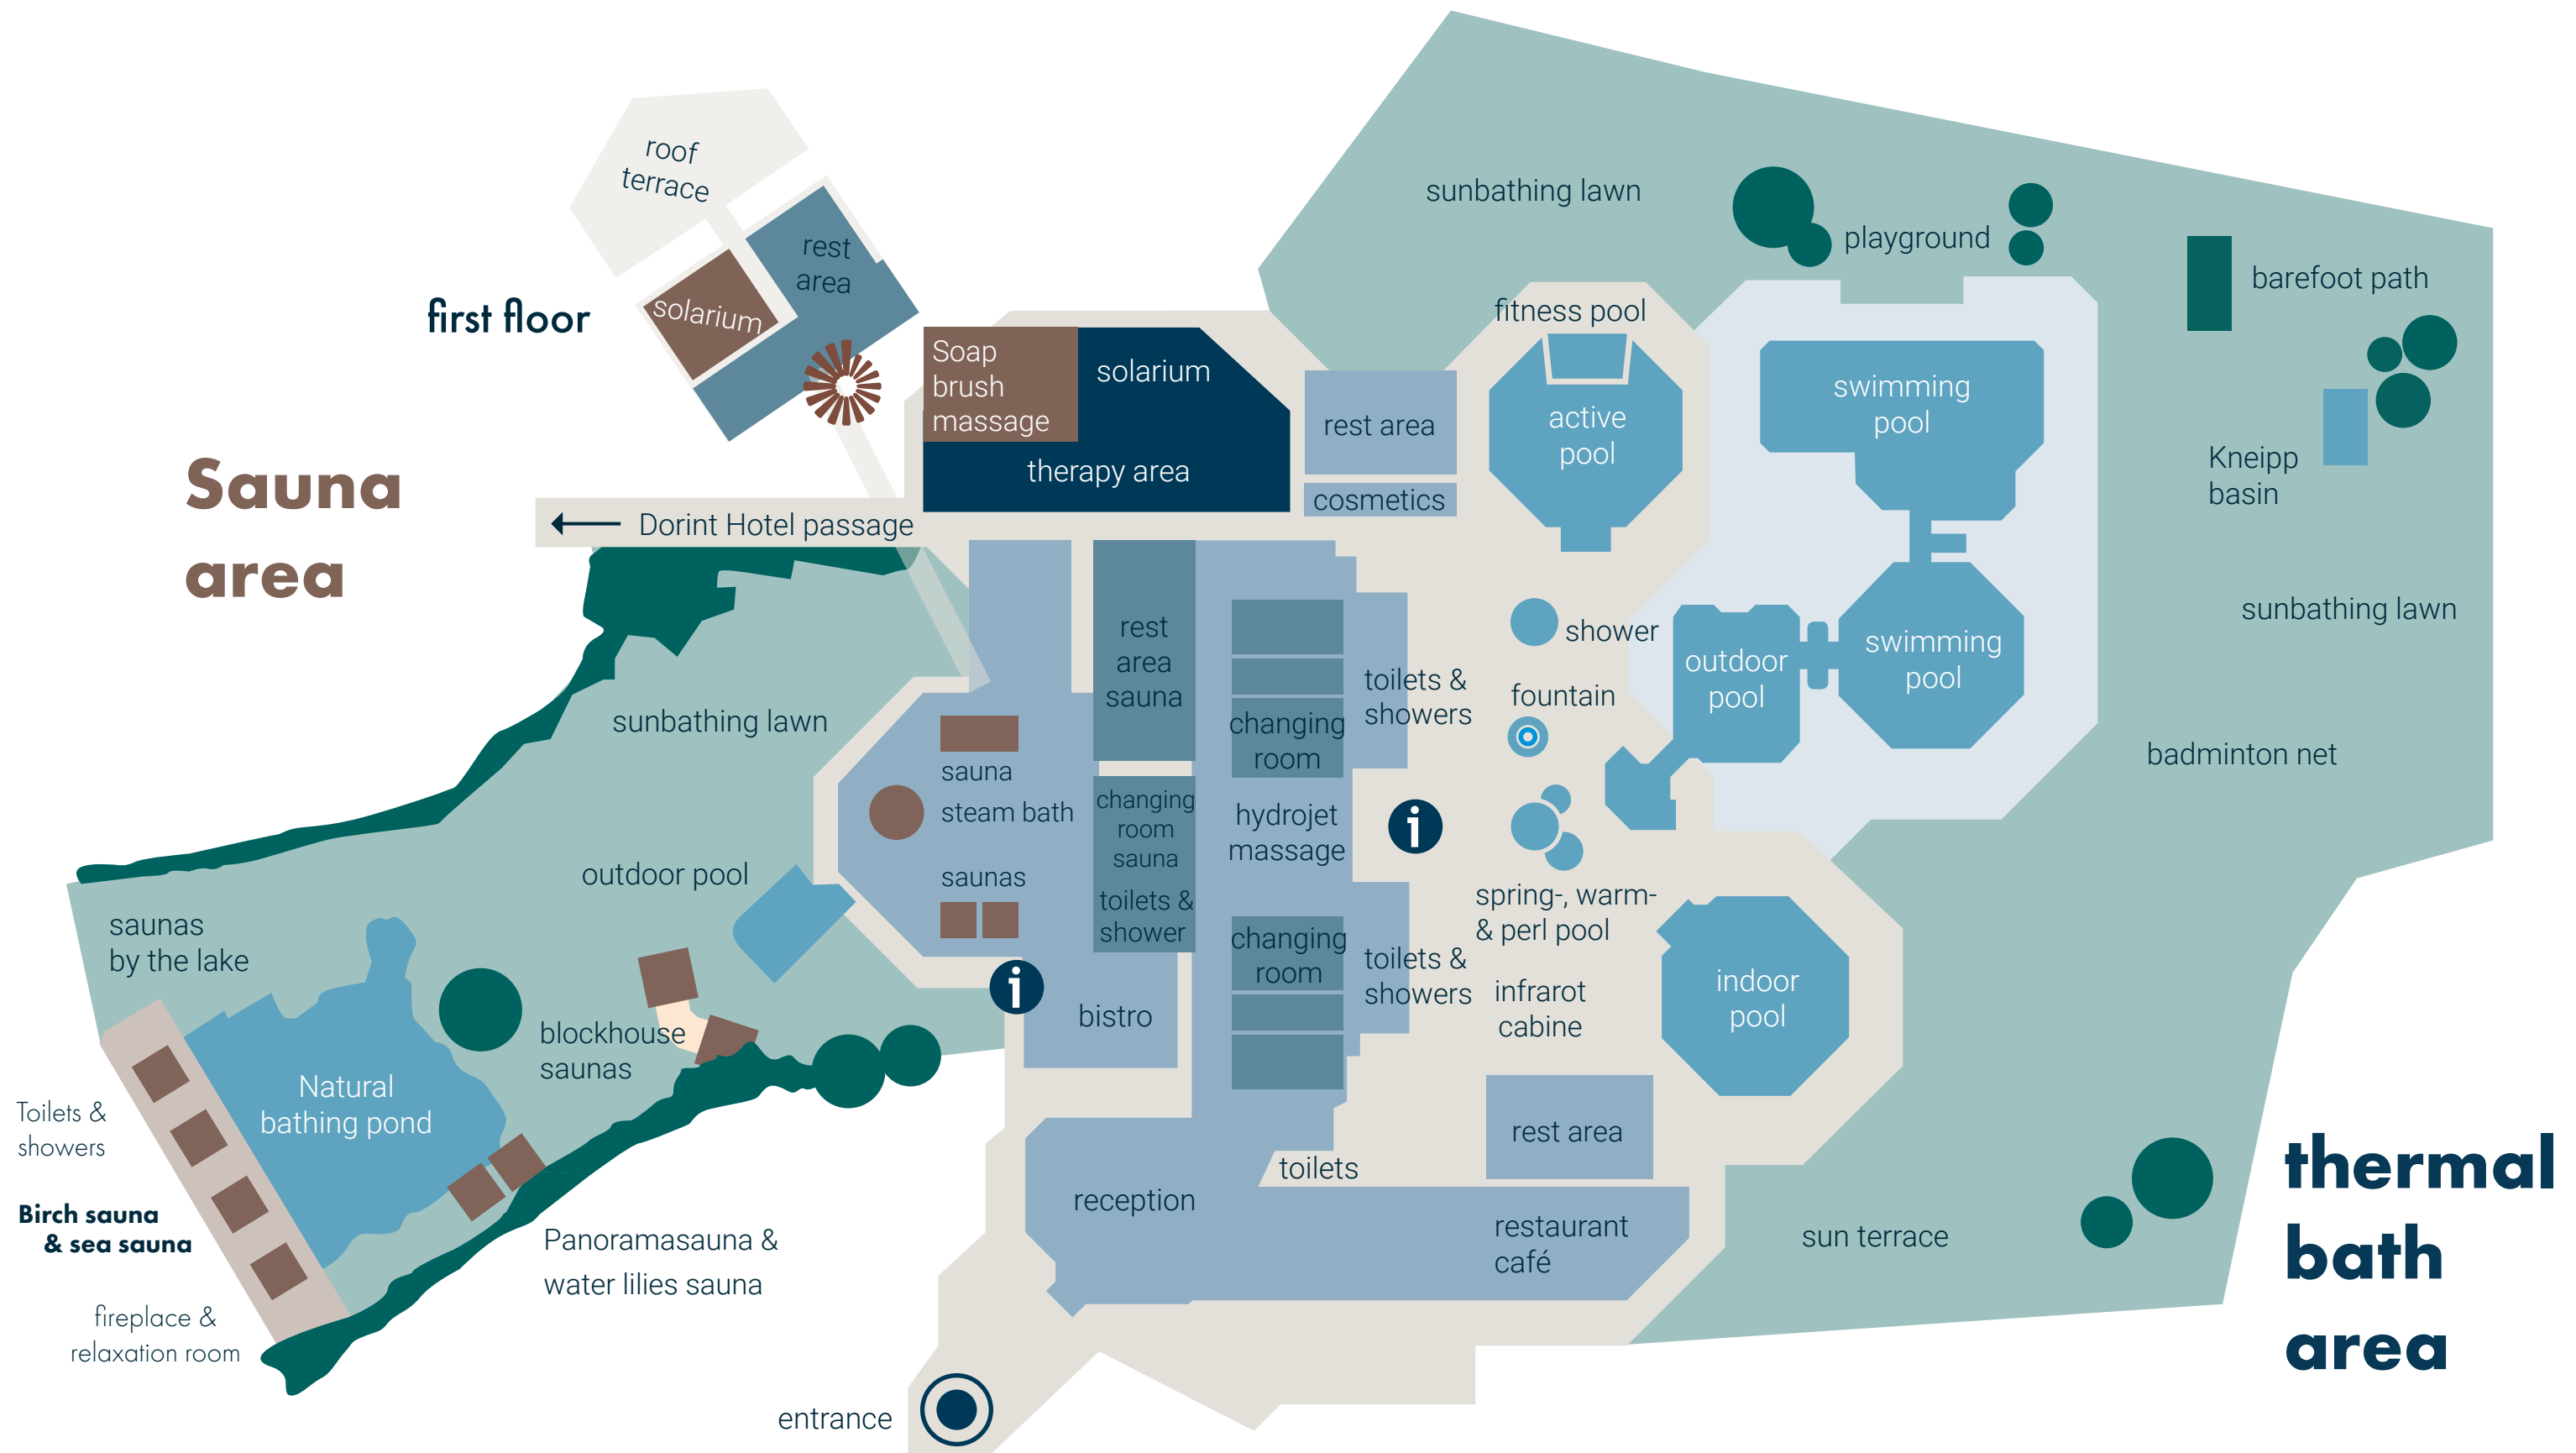 roof
terrace
rest
area
solarium
first floor
Sauna
area
Soap
brush
massage
solarium
therapy area
Dorint Hotel passage
rest area
cosmetics
fitness pool
active
pool
sunbathing lawn
playground
barefoot path
swimming
pool
Kneipp
basin
sunbathing lawn
badminton net
shower
fountain
outdoor
pool
swimming
pool
rest
area
sauna
changing
room
toilets &
showers
sunbathing lawn
sauna
steam bath
saunas
changing
room
sauna
toilets &
shower
hydrojet
massage
i
spring-, warm-
& perl pool
changing
room
toilets &
showers
infrarot
cabine
indoor
pool
outdoor pool
saunas
by the lake
blockhouse
saunas
i
bistro
Natural
bathing pond
Toilets &
showers
Birch sauna
& sea sauna
fireplace &
relaxation room
Panoramasauna &
water lilies sauna
rest area
toilets
reception
restaurant
café
sun terrace
thermal
bath
area
entrance